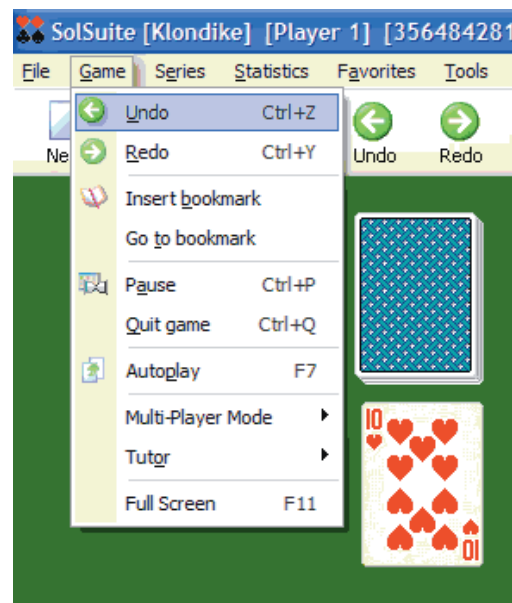 SolSuite [Klondike] [Player 1] [356484281
File Game Series Statistics Favorites Tools
Undo Ctrl+Z
Redo Ctrl+Y
Ne Undo Redo
Insert bookmark
Go to bookmark
Pause Ctrl+P
Quit game Ctrl+Q
Autoplay F7
Multi-Player Mode
Tutor
Full Screen F11
10
10